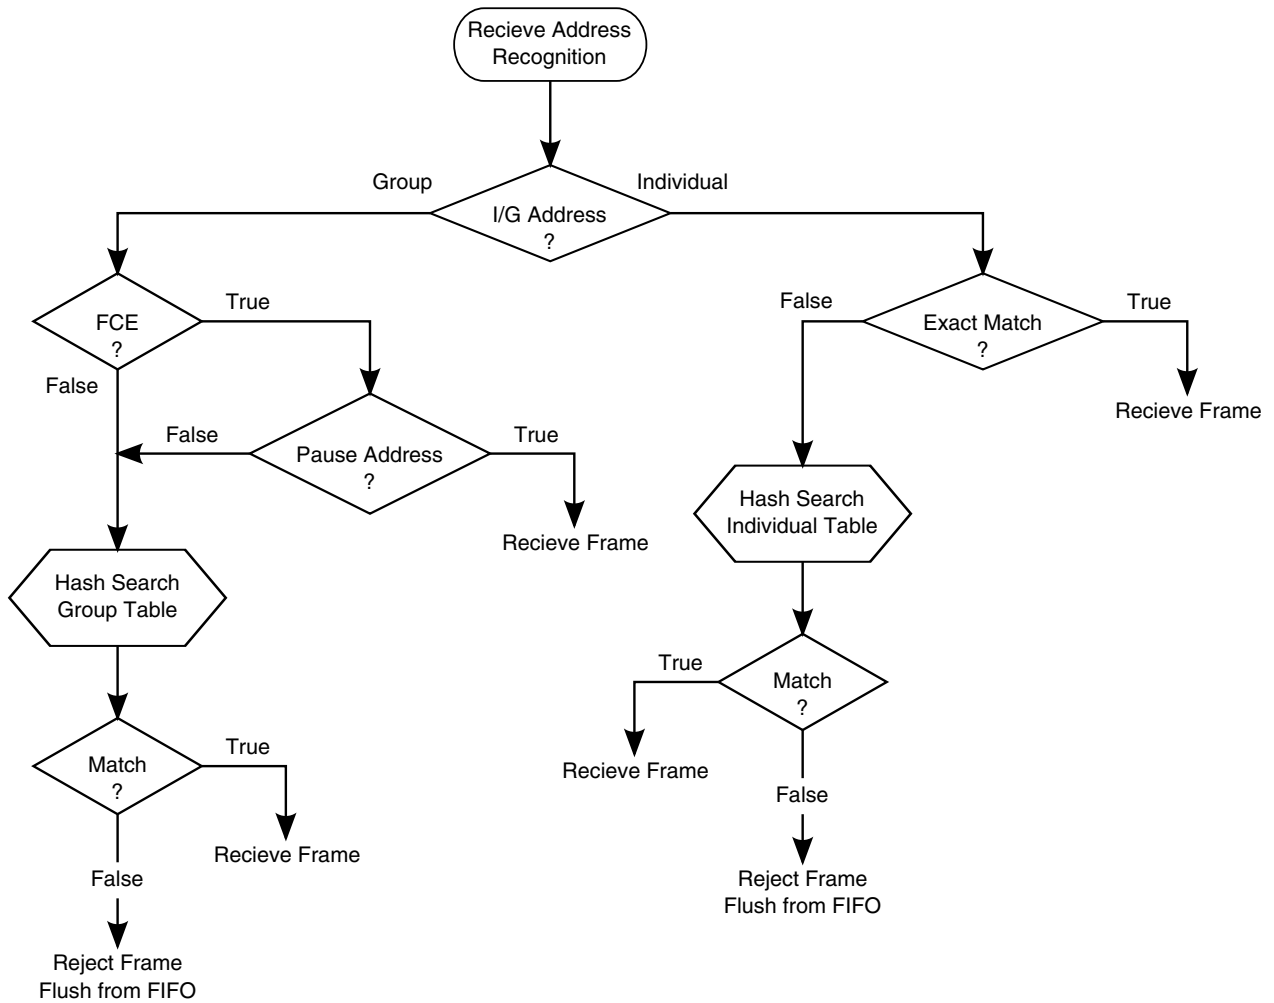 Recieve Address
Recognition
Group
Individual
I/G Address
?
True
False
True
FCE
?
Exact Match
?
False
Recieve Frame
False
True
Pause Address
?
Hash Search
Individual Table
Recieve Frame
Hash Search
Group Table
True
Match
?
True
Match
?
Recieve Frame
False
Recieve Frame
False
Reject Frame
Flush from FIFO
Reject Frame
Flush from FIFO